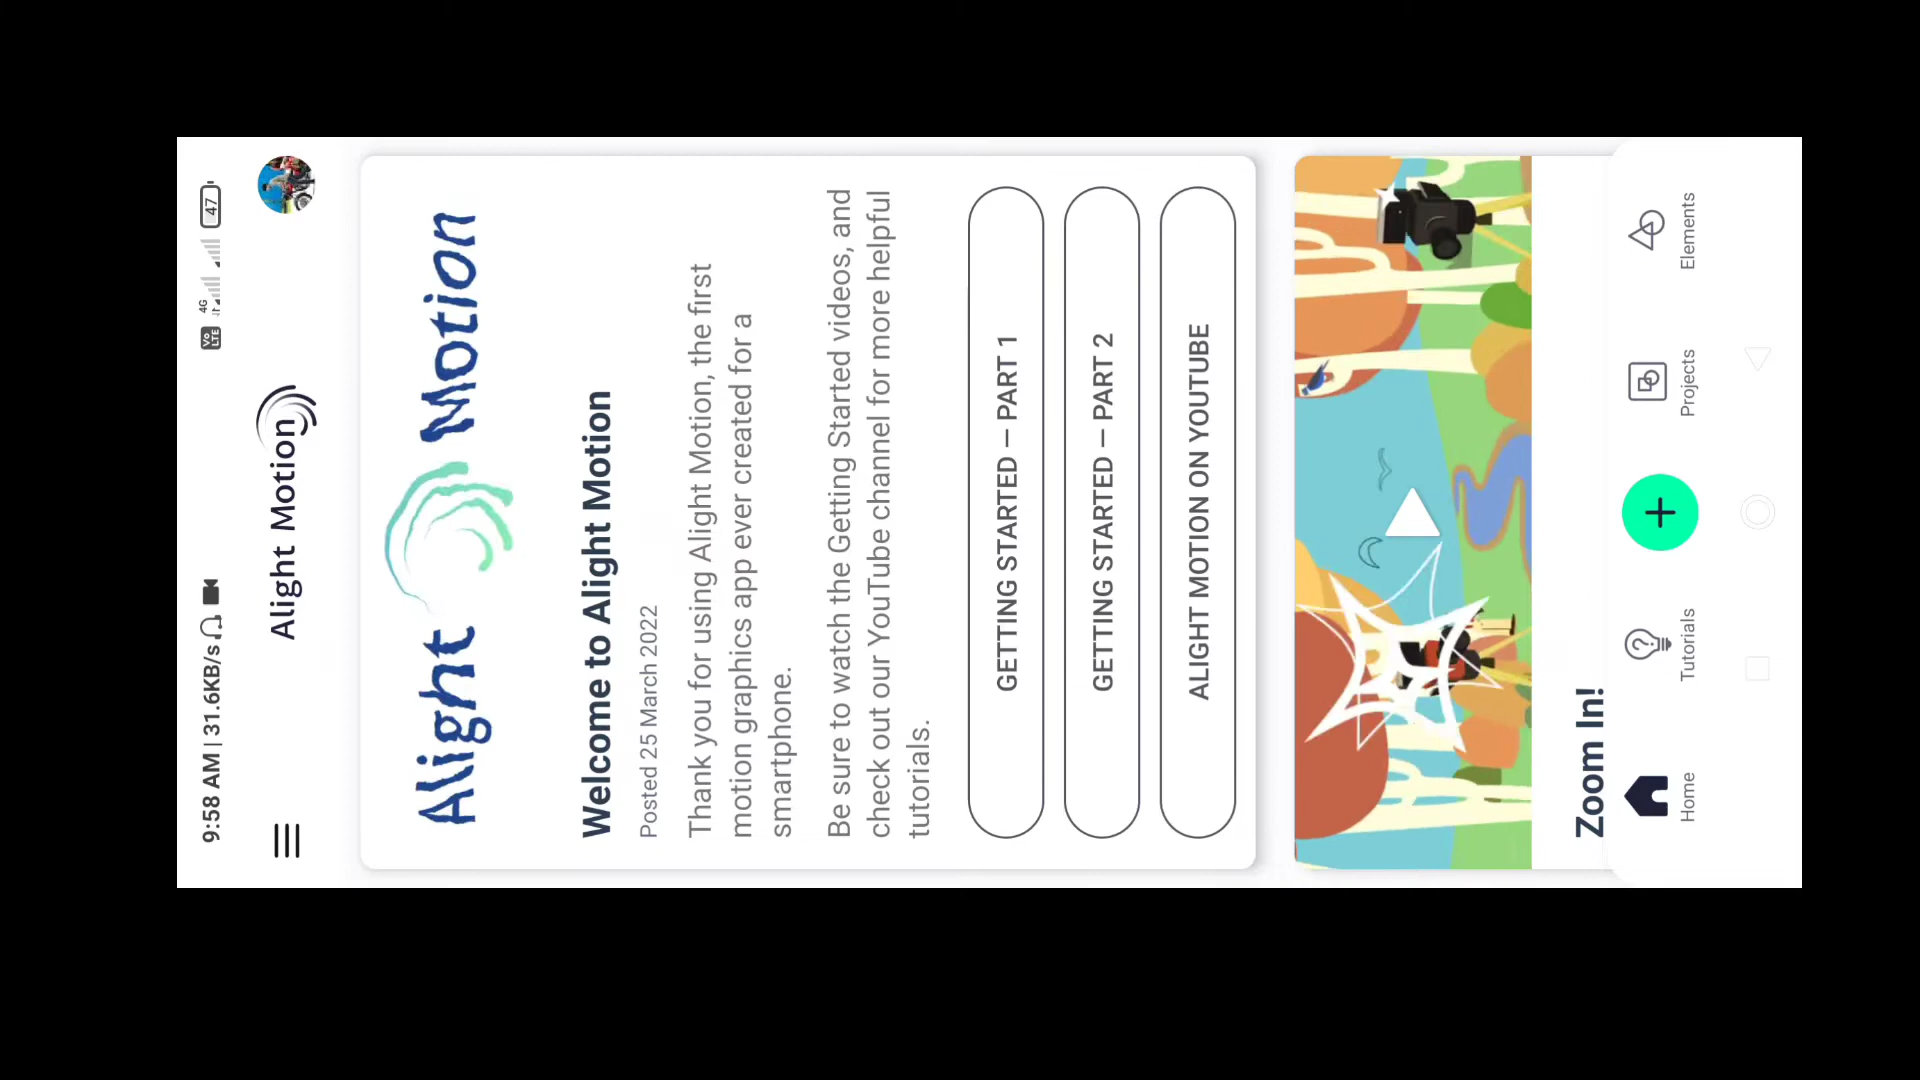 9:58 AM | 31.6KB/s
Vo LTE 4G 47
Alight Motion
Alight Motion
Welcome to Alight Motion
Posted 25 March 2022
Thank you for using Alight Motion, the first
motion graphics app ever created for a
smartphone.
Be sure to watch the Getting Started videos, and
check out our YouTube channel for more helpful
tutorials.
GETTING STARTED – PART 1
GETTING STARTED – PART 2
ALIGHT MOTION ON YOUTUBE
Zoom In!
Home
Tutorials
Projects
Elements